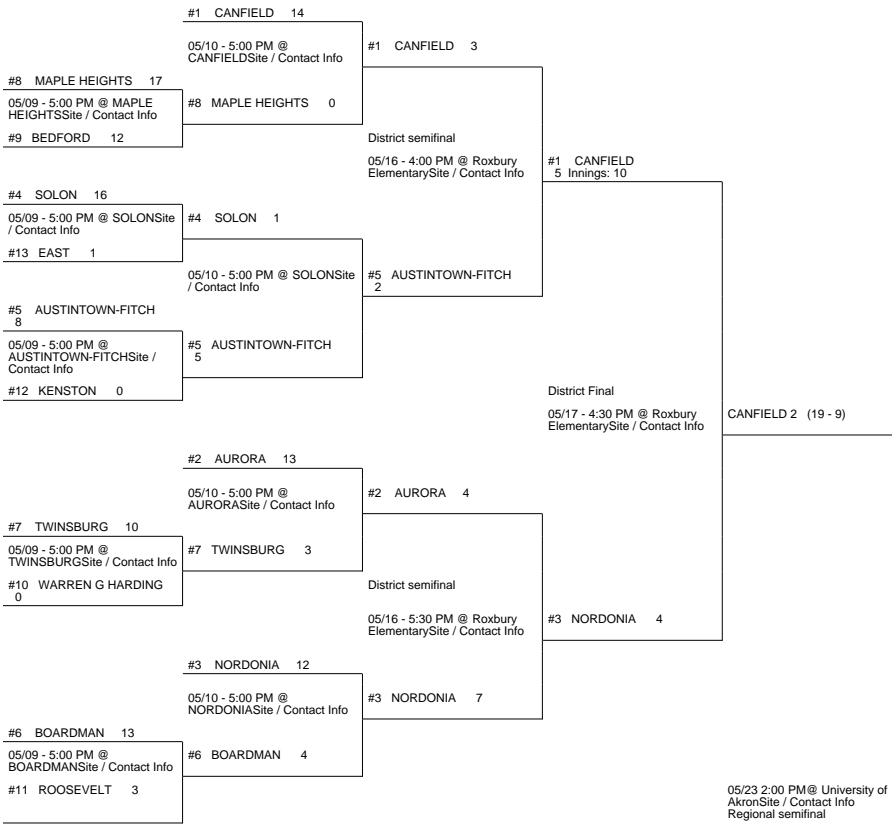 #1 CANFIELD 14
05/10 - 5:00 PM @
CANFIELDSite / Contact Info
#1 CANFIELD 3
#8 MAPLE HEIGHTS 17
05/09 - 5:00 PM @ MAPLE
HEIGHTSSite / Contact Info
#8 MAPLE HEIGHTS 0
#9 BEDFORD 12
District semifinal
05/16 - 4:00 PM @ Roxbury
ElementarySite / Contact Info
#1 CANFIELD
5 Innings: 10
#4 SOLON 16
05/09 - 5:00 PM @ SOLONSite
/ Contact Info
#4 SOLON 1
#13 EAST 1
05/10 - 5:00 PM @ SOLONSite
/ Contact Info
#5 AUSTINTOWN-FITCH
2
#5 AUSTINTOWN-FITCH
8
05/09 - 5:00 PM @
AUSTINTOWN-FITCHSite /
Contact Info
#5 AUSTINTOWN-FITCH
5
#12 KENSTON 0
District Final
05/17 - 4:30 PM @ Roxbury
ElementarySite / Contact Info
CANFIELD 2 (19 - 9)
#2 AURORA 13
05/10 - 5:00 PM @
AURORASite / Contact Info
#2 AURORA 4
#7 TWINSBURG 10
05/09 - 5:00 PM @
TWINSBURGSite / Contact Info
#7 TWINSBURG 3
#10 WARREN G HARDING
0
District semifinal
05/16 - 5:30 PM @ Roxbury
ElementarySite / Contact Info
#3 NORDONIA 4
#3 NORDONIA 12
05/10 - 5:00 PM @
NORDONIASite / Contact Info
#3 NORDONIA 7
#6 BOARDMAN 13
05/09 - 5:00 PM @
BOARDMANSite / Contact Info
#6 BOARDMAN 4
#11 ROOSEVELT 3
05/23 2:00 PM@ University of
AkronSite / Contact Info
Regional semifinal